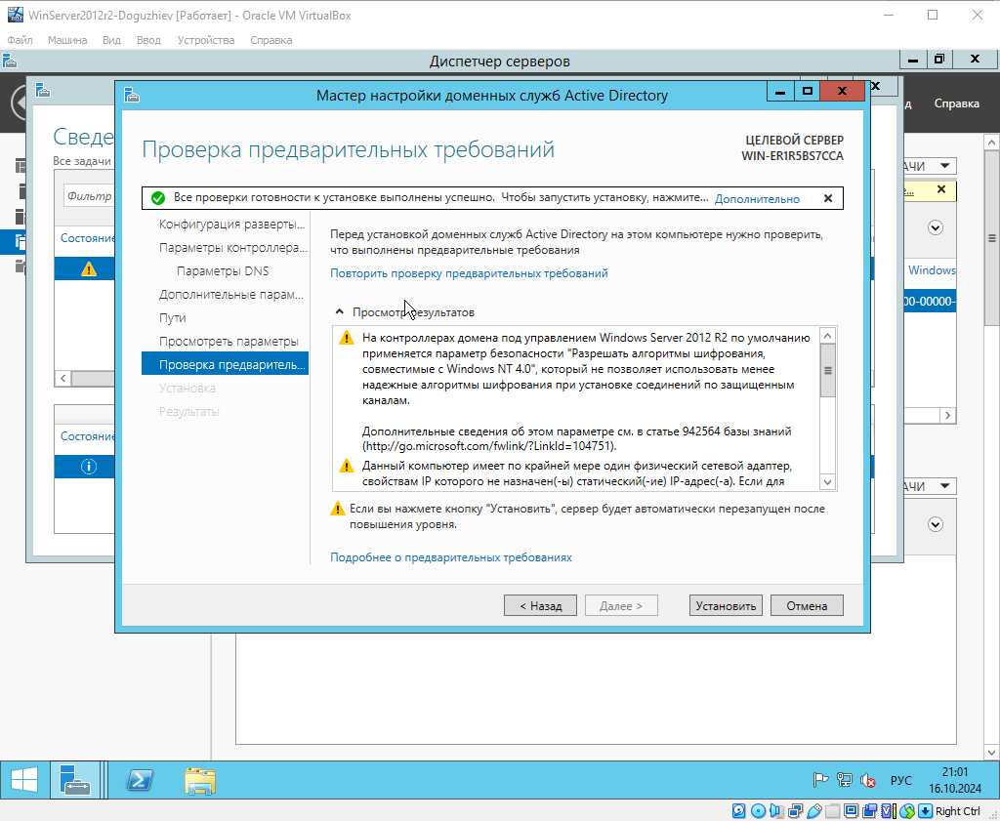 WinServer2012r2-Doguzhiev [Работает] - Oracle VM VirtualBox
Файл Машина Вид Ввод Устройства Справка
Диспетчер серверов
Справка
Мастер настройки доменных служб Active Directory
Сведе
Все задачи
Фильтр
Состояние
Состояние
АЧИ
Windows
00-00000-
АЧИ
Проверка предварительных требований
ЦЕЛЕВОЙ СЕРВЕР
WIN-ER1R5BS7CCA
Все проверки готовности к установке выполнены успешно. Чтобы запустить установку, нажмите... Дополнительно
Конфигурация разверты...
Параметры контроллера...
Параметры DNS
Дополнительные парам...
Пути
Просмотреть параметры
Проверка предваритель...
Установка
Результаты
Перед установкой доменных служб Active Directory на этом компьютере нужно проверить,
что выполнены предварительные требования
Повторить проверку предварительных требований
Просмотр результатов
На контроллерах домена под управлением Windows Server 2012 R2 по умолчанию
применяется параметр безопасности "Разрешать алгоритмы шифрования,
совместимые с Windows NT 4.0", который не позволяет использовать менее
надежные алгоритмы шифрования при установке соединений по защищенным
каналам.
Дополнительные сведения об этом параметре см. в статье 942564 базы знаний
(http://go.microsoft.com/fwlink/?LinkId=104751).
Данный компьютер имеет по крайней мере один физический сетевой адаптер,
свойствам IP которого не назначен(-ы) статический(-ие) IP-адрес(-а). Если для
Если вы нажмете кнопку "Установить", сервер будет автоматически перезапущен после
повышения уровня.
Подробнее о предварительных требованиях
< Назад Далее > Установить Отмена
РУС
21:01
16.10.2024
Right Ctrl